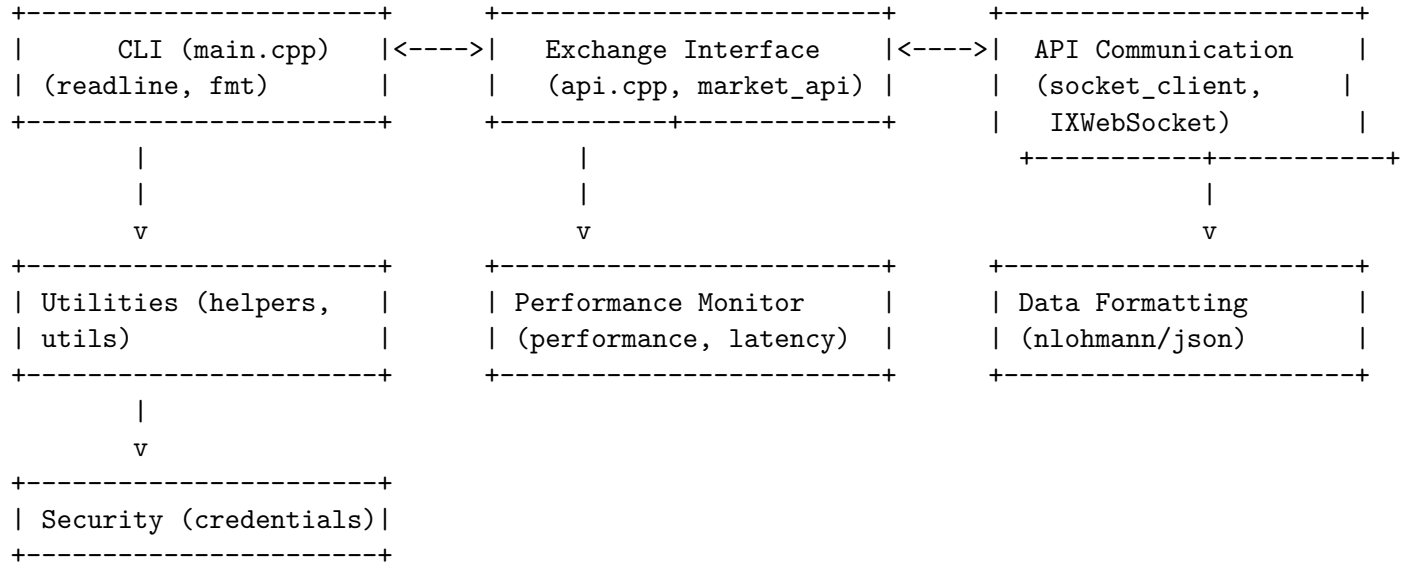 CLI (main.cpp)
(readline, fmt)
Exchange Interface
(api.cpp, market_api)
API Communication
(socket_client,
IXWebSocket)
Utilities (helpers,
utils)
Performance Monitor
(performance, latency)
Data Formatting
(nlohmann/json)
Security (credentials)